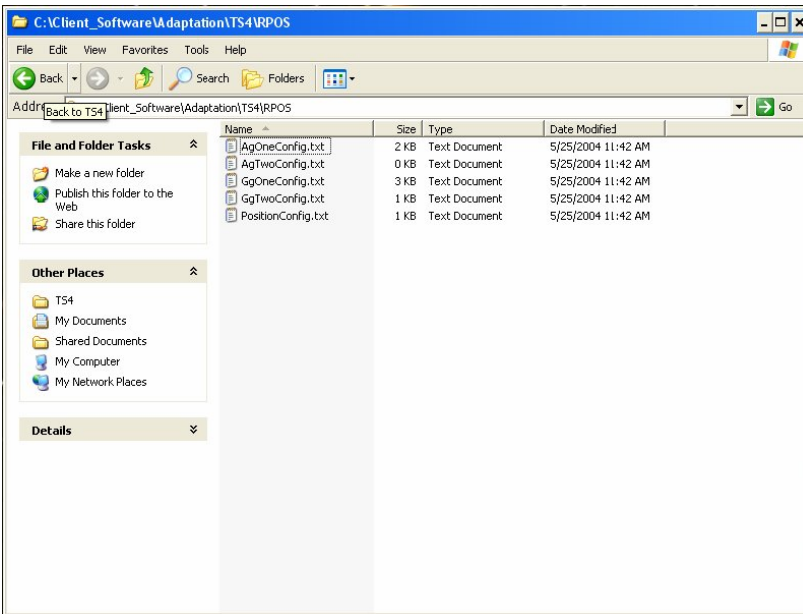 C:\Client_Software\Adaptation\TS4\RPOS
File Edit View Favorites Tools Help
Back Search Folders
Addre Back to TS4 lient_Software\Adaptation\TS4\RPOS Go
File and Folder Tasks
Make a new folder
Publish this folder to the
Web
Share this folder
Other Places
TS4
My Documents
Shared Documents
My Computer
My Network Places
Details
Name Size Type Date Modified
AgOneConfig.txt 2 KB Text Document 5/25/2004 11:42 AM
AgTwoConfig.txt 0 KB Text Document 5/25/2004 11:42 AM
GgOneConfig.txt 3 KB Text Document 5/25/2004 11:42 AM
GgTwoConfig.txt 1 KB Text Document 5/25/2004 11:42 AM
PositionConfig.txt 1 KB Text Document 5/25/2004 11:42 AM